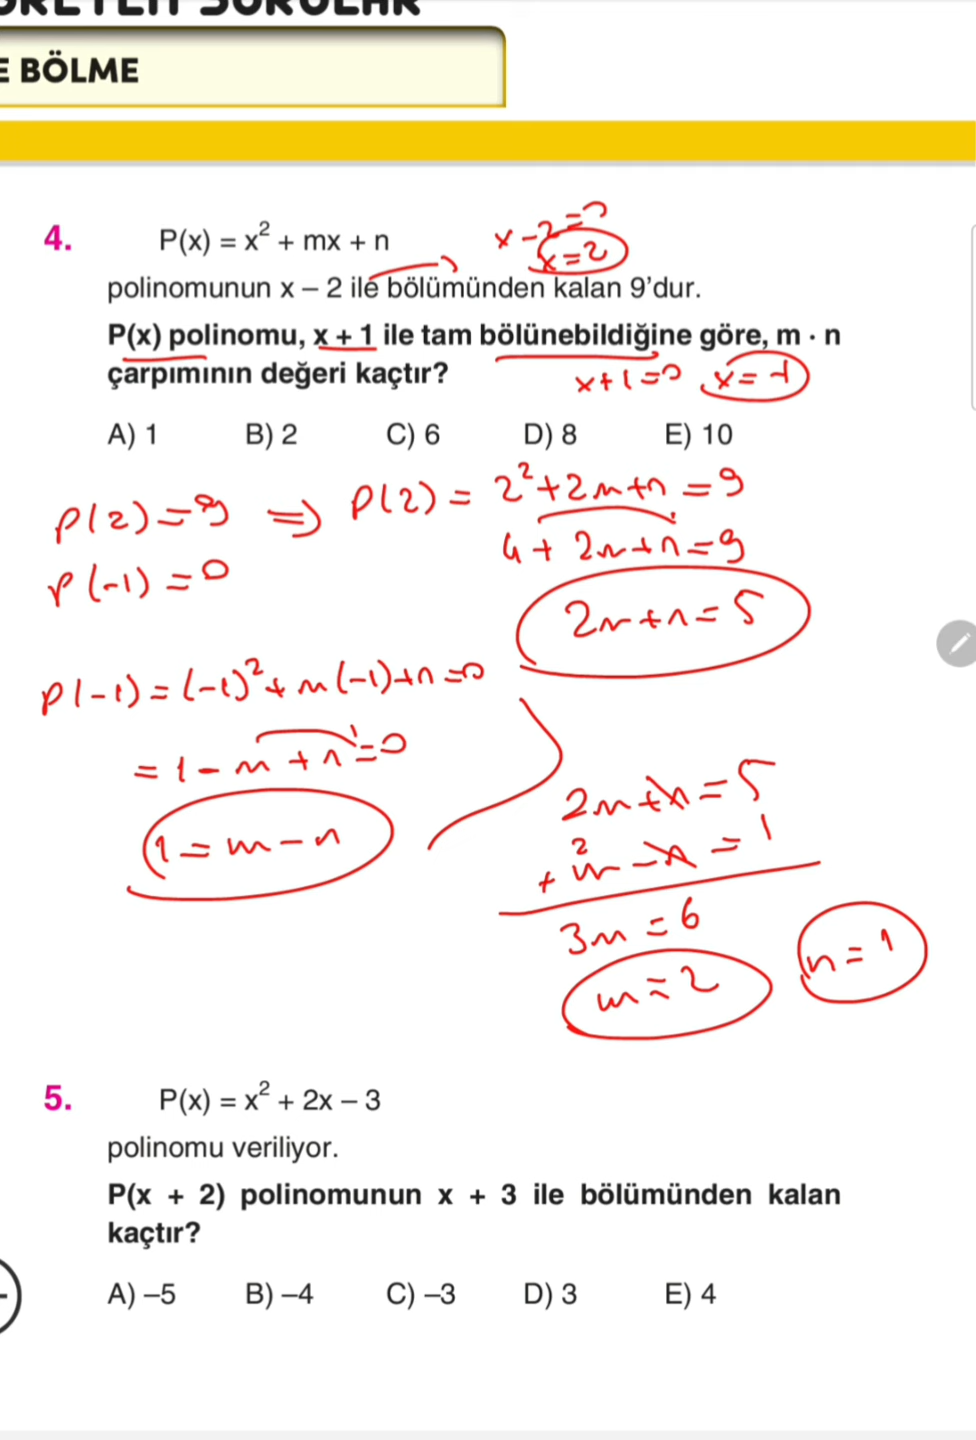 E BÖLME
4. P(x) = x² + mx + n
x - 2 = 0
x = 2
polinomunun x – 2 ile bölümünden kalan 9'dur.
P(x) polinomu, x + 1 ile tam bölünebildiğine göre, m · n
çarpımının değeri kaçtır?
x + 1 = 0 x = -1
A) 1 B) 2 C) 6 D) 8 E) 10
P(2) = 9 ⇒ P(2) = 2² + 2m + n = 9
4 + 2m + n = 9
P(-1) = 0
2m + n = 5
P(-1) = (-1)² + m(-1) + n = 0
= 1 - m + n = 0
1 = m - n
2m + n = 5
+ m - n = 1
2
3m = 6
m = 2 n = 1
5. P(x) = x² + 2x – 3
polinomu veriliyor.
P(x + 2) polinomunun x + 3 ile bölümünden kalan
kaçtır?
A) –5 B) –4 C) –3 D) 3 E) 4